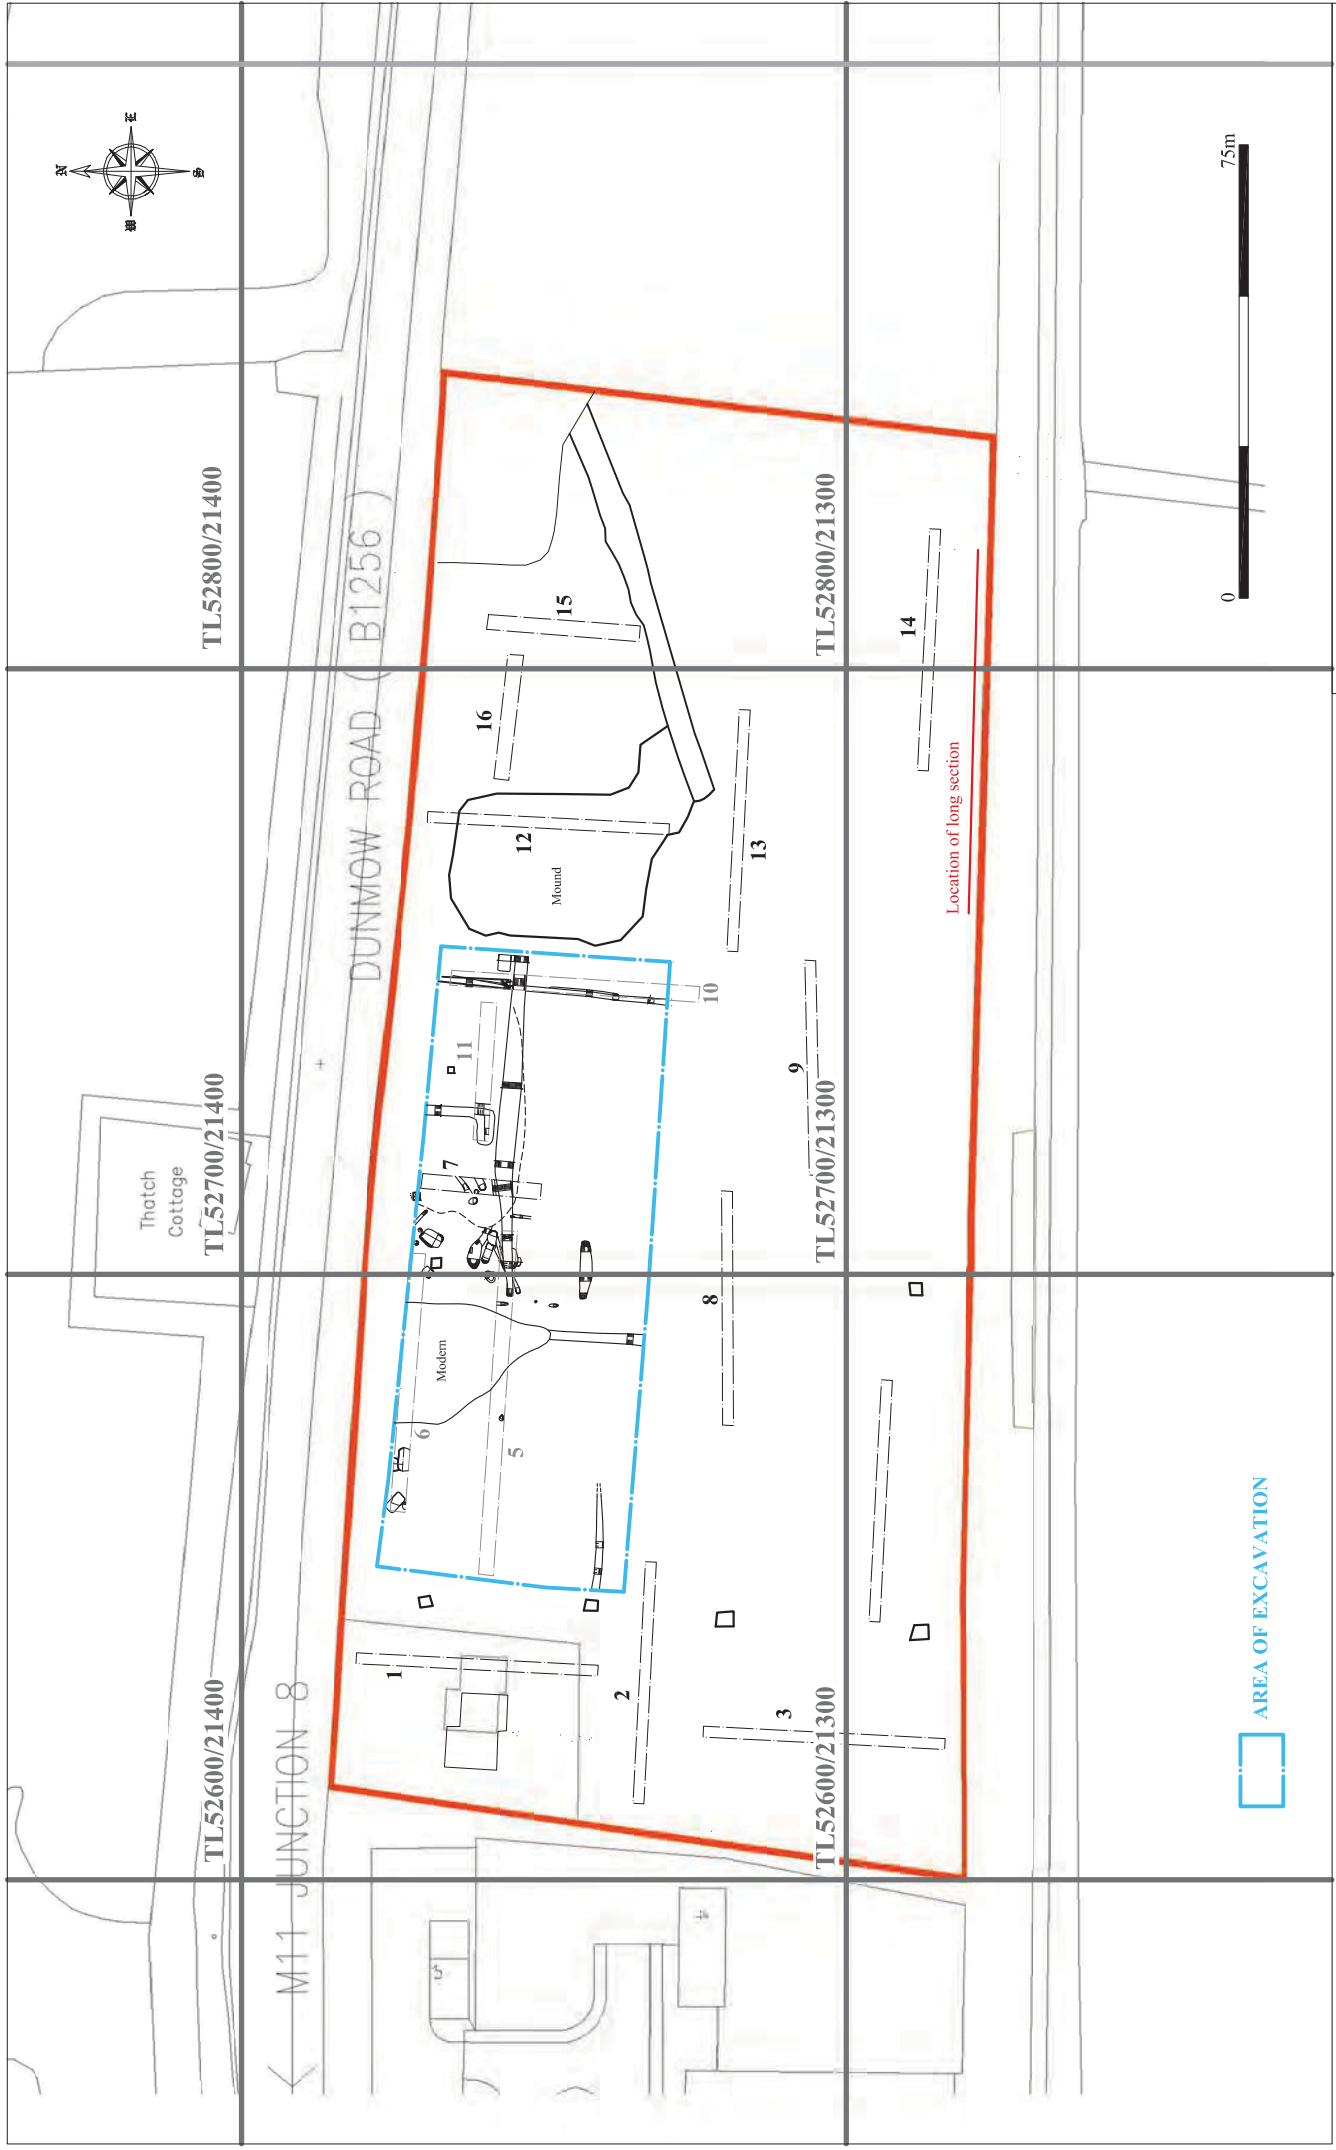 N
E
S
W
TL52600/21400
TL52700/21400
TL52800/21400
Thatch
Cottage
M11 JUNCTION 8
DUNMOW ROAD ( B1256 )
1
6
Modern
5
7
11
10
Mound
12
16
15
2
3
8
9
13
14
TL52600/21300
TL52700/21300
TL52800/21300
Location of long section
AREA OF EXCAVATION
0
75m